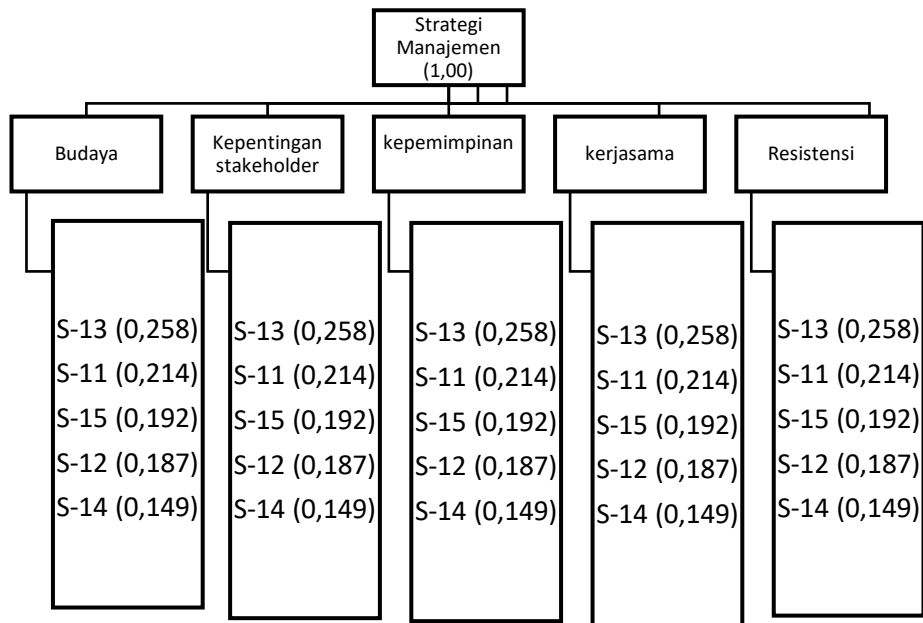 Strategi
Manajemen
(1,00)
Budaya
Kepentingan
stakeholder
kepemimpinan
kerjasama
Resistensi
S-13 (0,258)
S-11 (0,214)
S-15 (0,192)
S-12 (0,187)
S-14 (0,149)
S-13 (0,258)
S-11 (0,214)
S-15 (0,192)
S-12 (0,187)
S-14 (0,149)
S-13 (0,258)
S-11 (0,214)
S-15 (0,192)
S-12 (0,187)
S-14 (0,149)
S-13 (0,258)
S-11 (0,214)
S-15 (0,192)
S-12 (0,187)
S-14 (0,149)
S-13 (0,258)
S-11 (0,214)
S-15 (0,192)
S-12 (0,187)
S-14 (0,149)